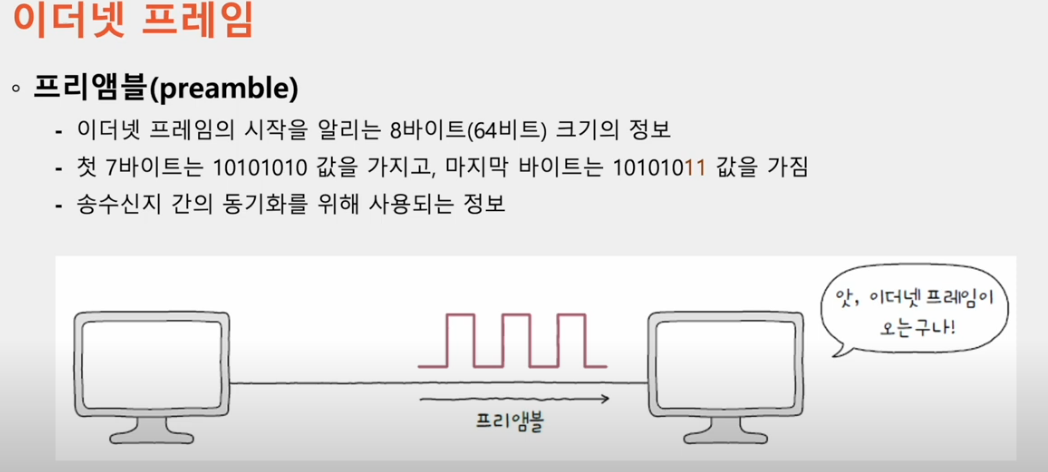 이더넷 프레임
◦ 프리앰블(preamble)
- 이더넷 프레임의 시작을 알리는 8바이트(64비트) 크기의 정보
- 첫 7바이트는 10101010 값을 가지고, 마지막 바이트는 10101011 값을 가짐
- 송수신지 간의 동기화를 위해 사용되는 정보
앗, 이더넷 프레임이
오는구나!
프리앰블